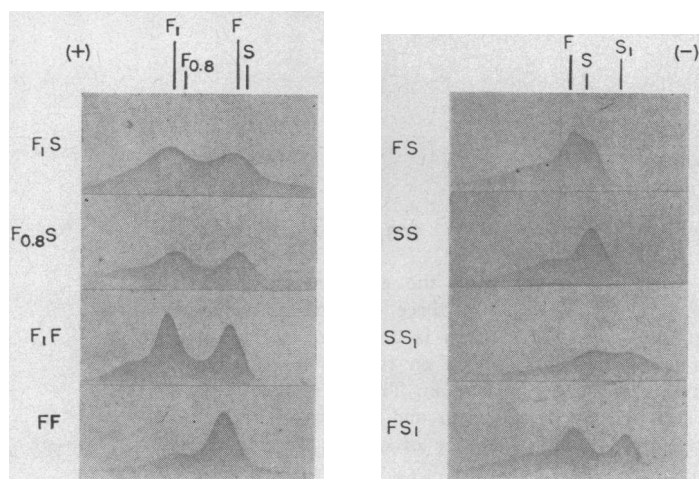 F₁ F
(+) F₀.₈ S
F₁S
F₀.₈S
F₁F
FF
F S₁
S (−)
FS
SS
SS₁
FS₁